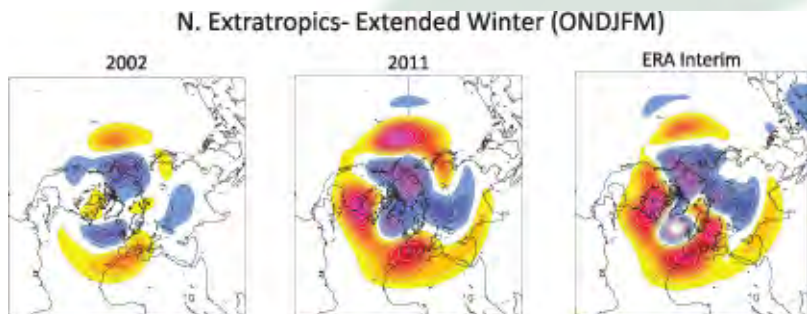 N. Extratropics- Extended Winter (ONDJFM)
2002
2011
ERA Interim